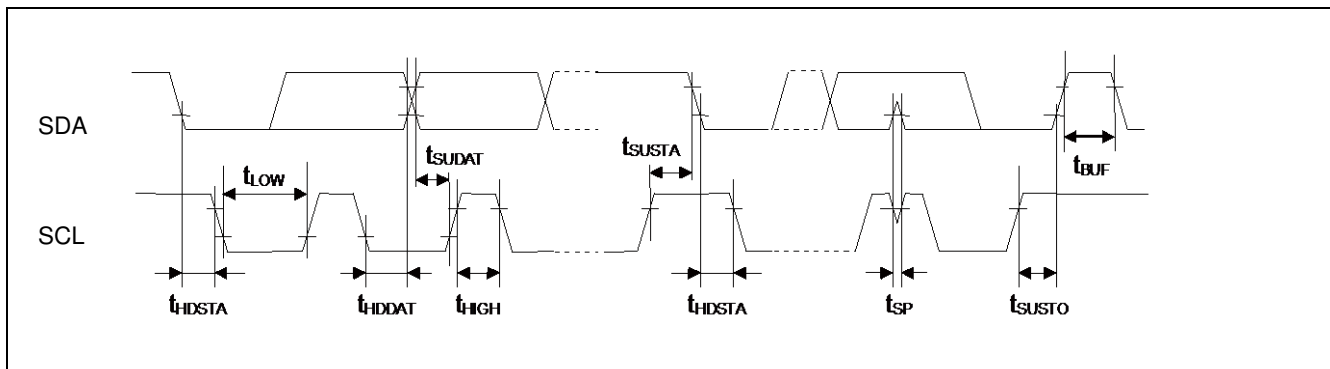 SDA
tSUDAT
tSUSTA
tBUF
tLOW
SCL
tHDSTA
tHDDAT
tHIGH
tHDSTA
tSP
tSUSTO